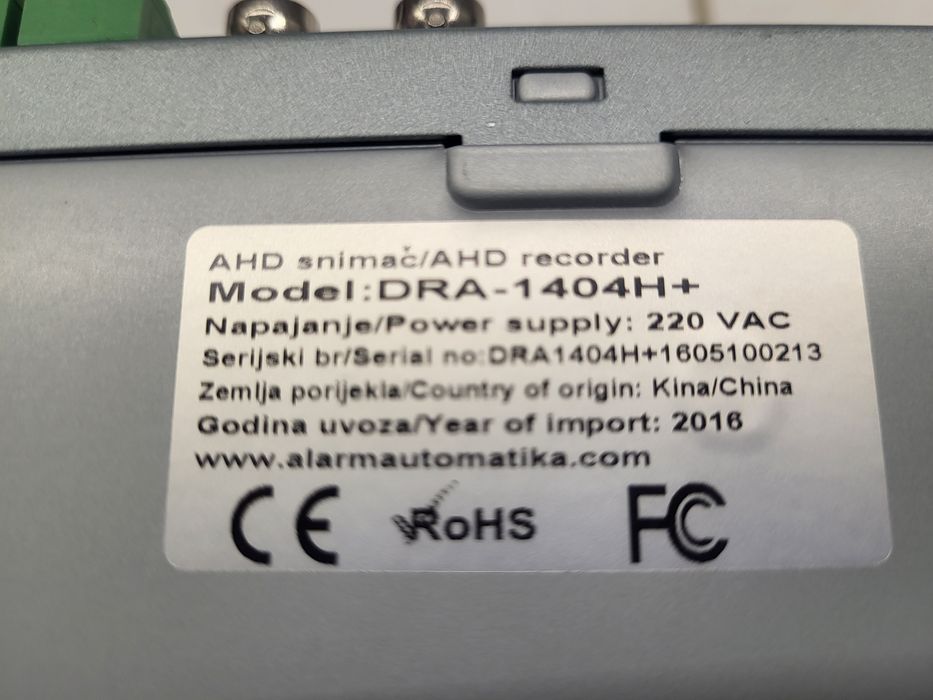 AHD snimač/AHD recorder
Model:DRA-1404H+
Napajanje/Power supply: 220 VAC
Serijski br/Serial no:DRA1404H+1605100213
Zemlja porijekla/Country of origin: Kina/China
Godina uvoza/Year of import: 2016
www.alarmautomatika.com
CE RoHS FC